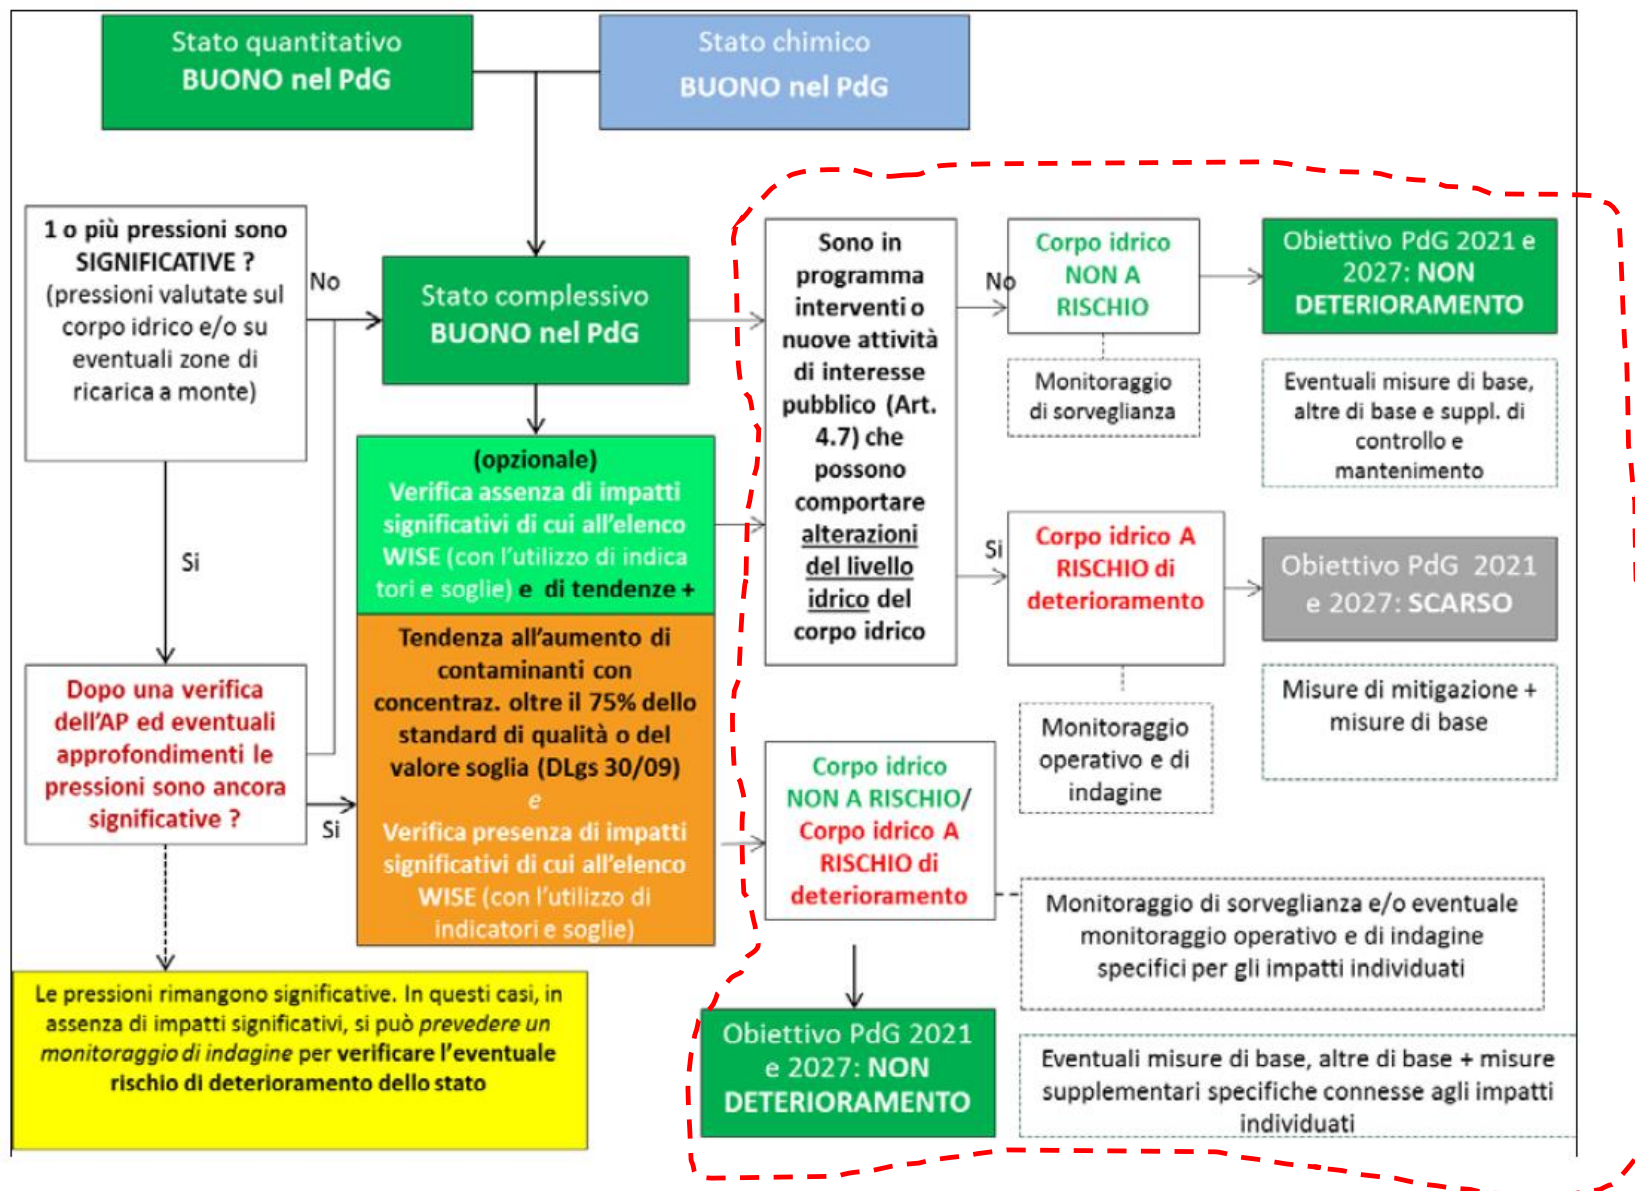 Stato quantitativo
BUONO nel PdG
Stato chimico
BUONO nel PdG
1 o più pressioni sono
SIGNIFICATIVE ?
(pressioni valutate sul
corpo idrico e/o su
eventuali zone di
ricarica a monte)
No
Stato complessivo
BUONO nel PdG
Sono in
programma
interventi o
nuove attività
di interesse
pubblico (Art.
4.7) che
possono
comportare
alterazioni
del livello
idrico del
corpo idrico
No
Corpo idrico
NON A
RISCHIO
Obiettivo PdG 2021 e
2027: NON
DETERIORAMENTO
Monitoraggio
di sorveglianza
Eventuali misure di base,
altre di base e suppl. di
controllo e
mantenimento
(opzionale)
Verifica assenza di impatti
significativi di cui all'elenco
WISE (con l'utilizzo di indica
tori e soglie) e di tendenze +
Si
Si
Corpo idrico A
RISCHIO di
deterioramento
Obiettivo PdG 2021
e 2027: SCARSO
Tendenza all'aumento di
contaminanti con
concentraz. oltre il 75% dello
standard di qualità o del
valore soglia (DLgs 30/09)
e
Verifica presenza di impatti
significativi di cui all'elenco
WISE (con l'utilizzo di
indicatori e soglie)
Dopo una verifica
dell'AP ed eventuali
approfondimenti le
pressioni sono ancora
significative ?
Si
Monitoraggio
operativo e di
indagine
Misure di mitigazione +
misure di base
Corpo idrico
NON A RISCHIO/
Corpo idrico A
RISCHIO di
deterioramento
Monitoraggio di sorveglianza e/o eventuale
monitoraggio operativo e di indagine
specifici per gli impatti individuati
Le pressioni rimangono significative. In questi casi, in
assenza di impatti significativi, si può prevedere un
monitoraggio di indagine per verificare l'eventuale
rischio di deterioramento dello stato
Obiettivo PdG 2021
e 2027: NON
DETERIORAMENTO
Eventuali misure di base, altre di base + misure
supplementari specifiche connesse agli impatti
individuati